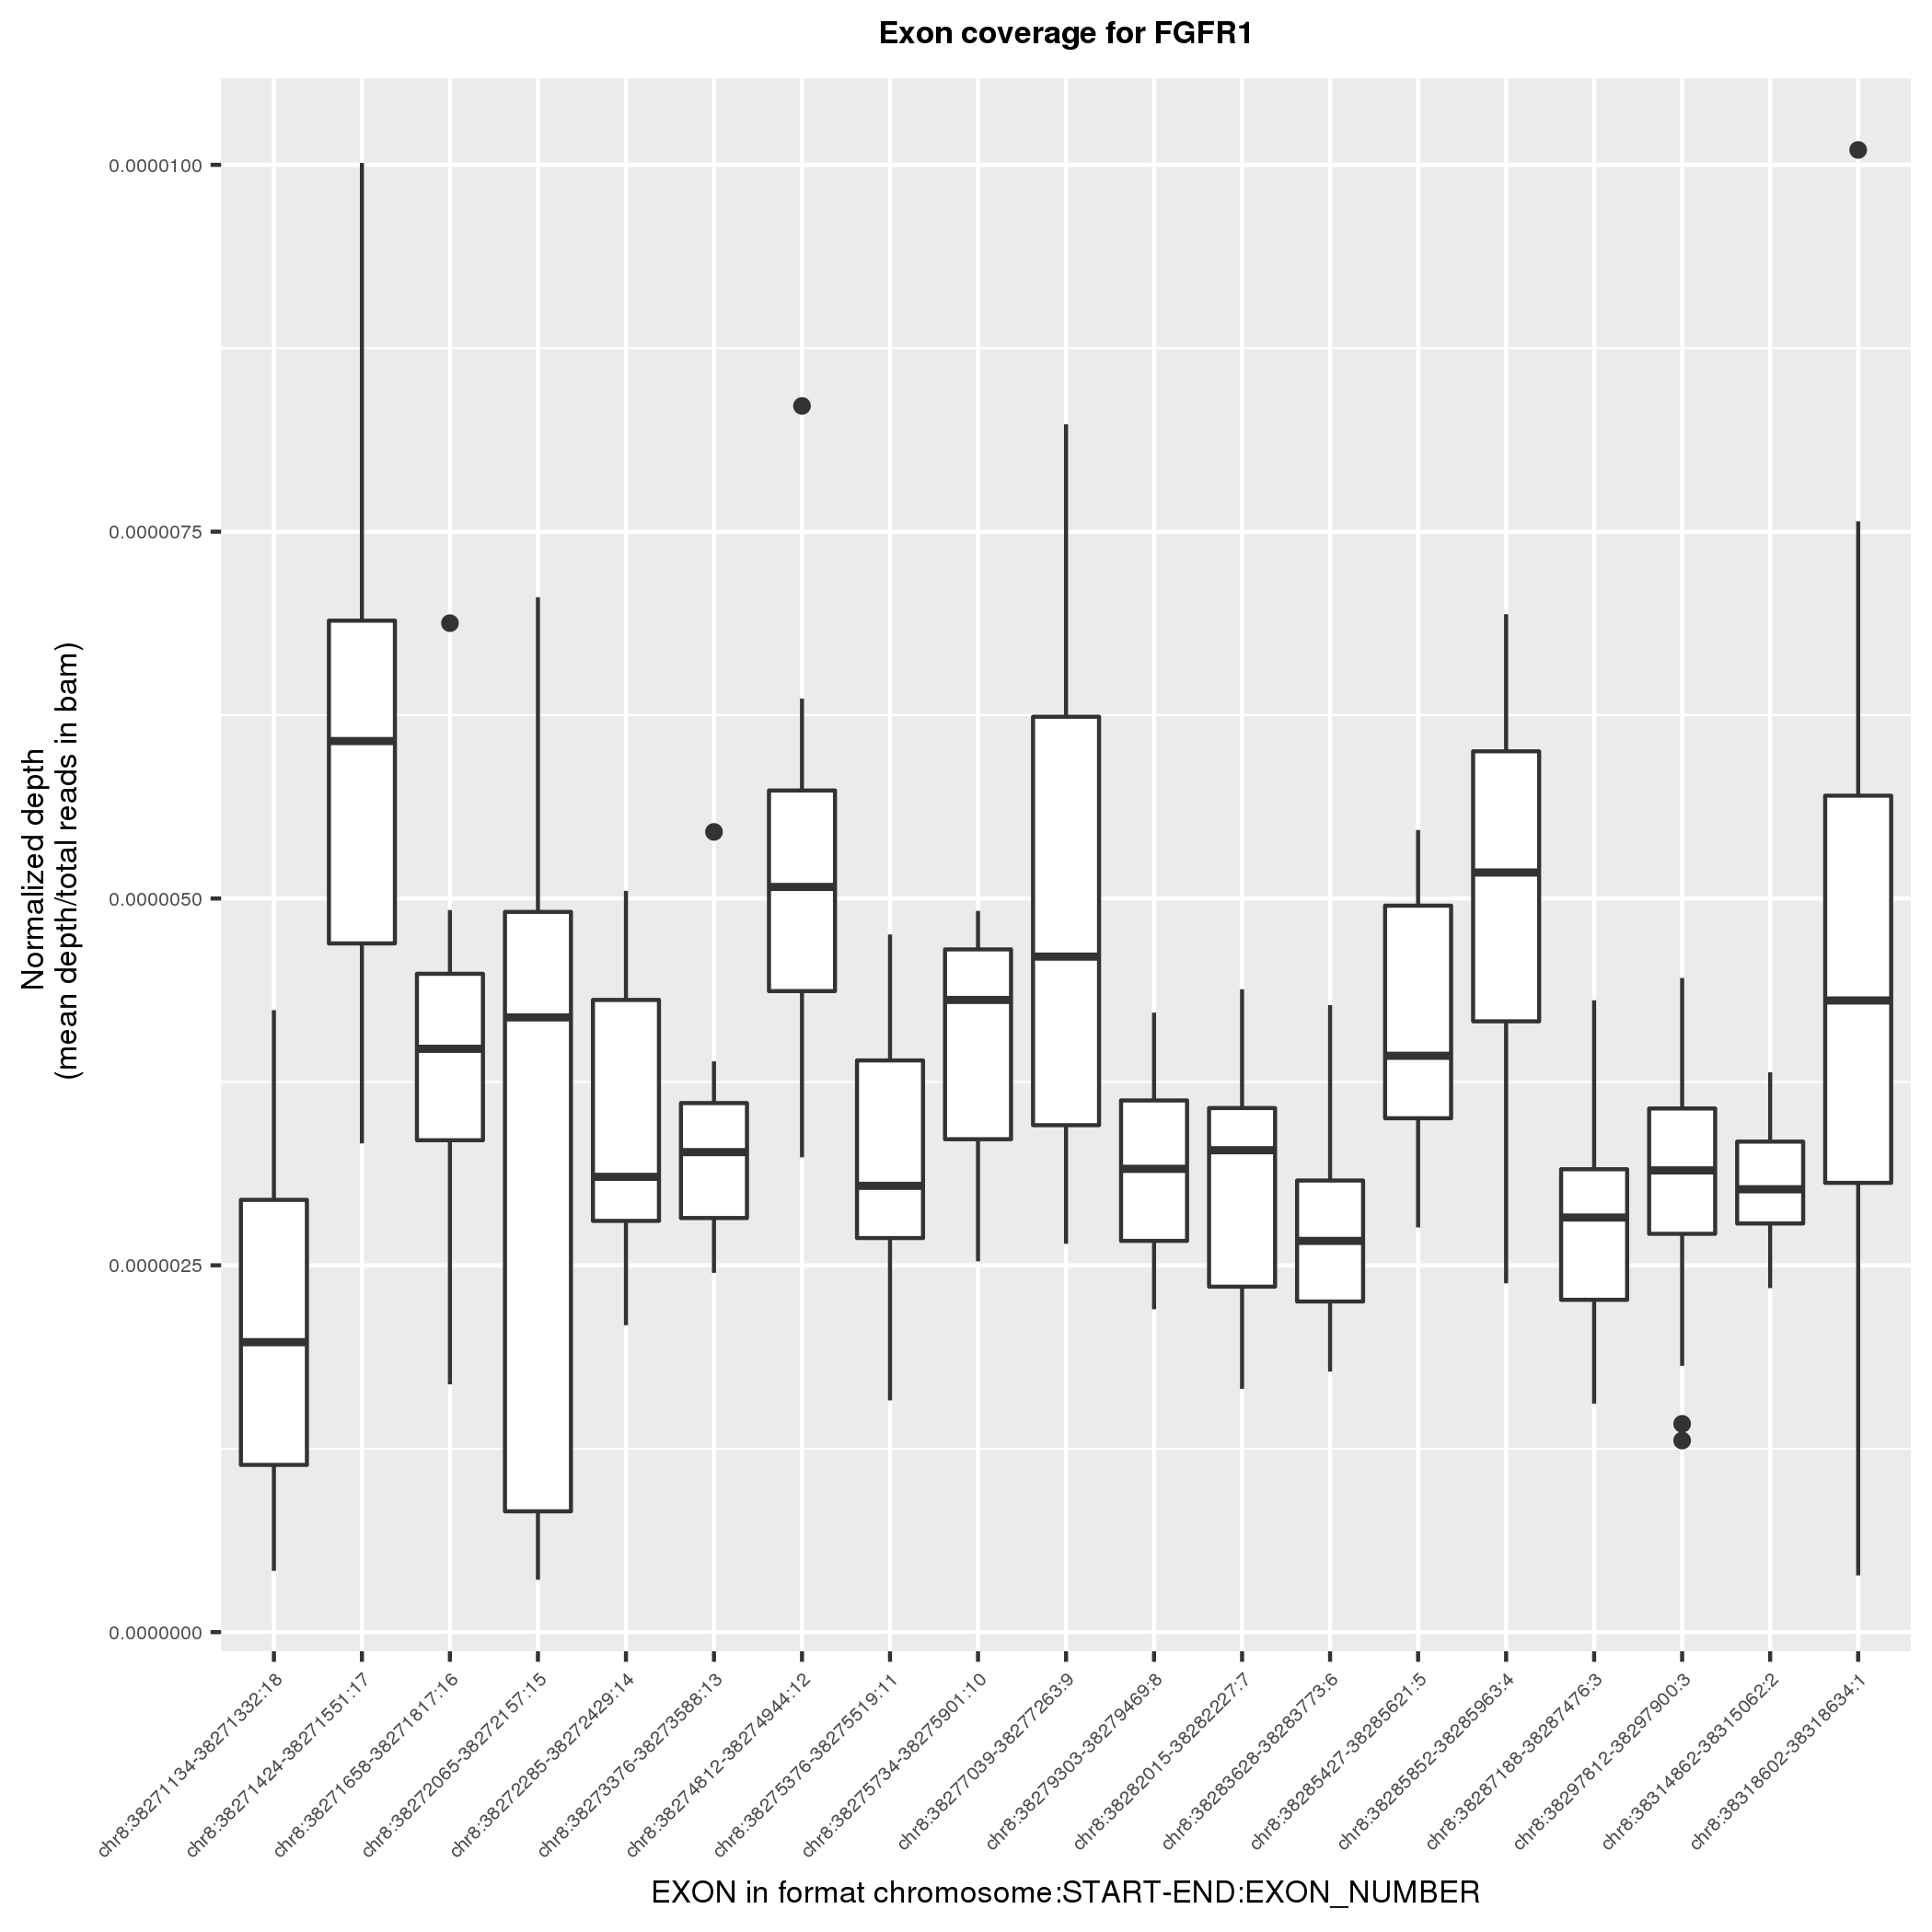 Exon coverage for FGFR1
Normalized depth
(mean depth/total reads in bam)
0.0000100
0.0000075
0.0000050
0.0000025
0.0000000
chr8:38271134-38271332:18
chr8:38271424-38271551:17
chr8:38271658-38271817:16
chr8:38272065-38272157:15
chr8:38272285-38272429:14
chr8:38273376-38273588:13
chr8:38274812-38274944:12
chr8:38275376-38275519:11
chr8:38275734-38275901:10
chr8:38277039-38277263:9
chr8:38279303-38279469:8
chr8:38282015-38282227:7
chr8:38283628-38283773:6
chr8:38285427-38285621:5
chr8:38285852-38285963:4
chr8:38287188-38287476:3
chr8:38297812-38297900:3
chr8:38314862-38315062:2
chr8:38318602-38318634:1
EXON in format chromosome:START-END:EXON_NUMBER